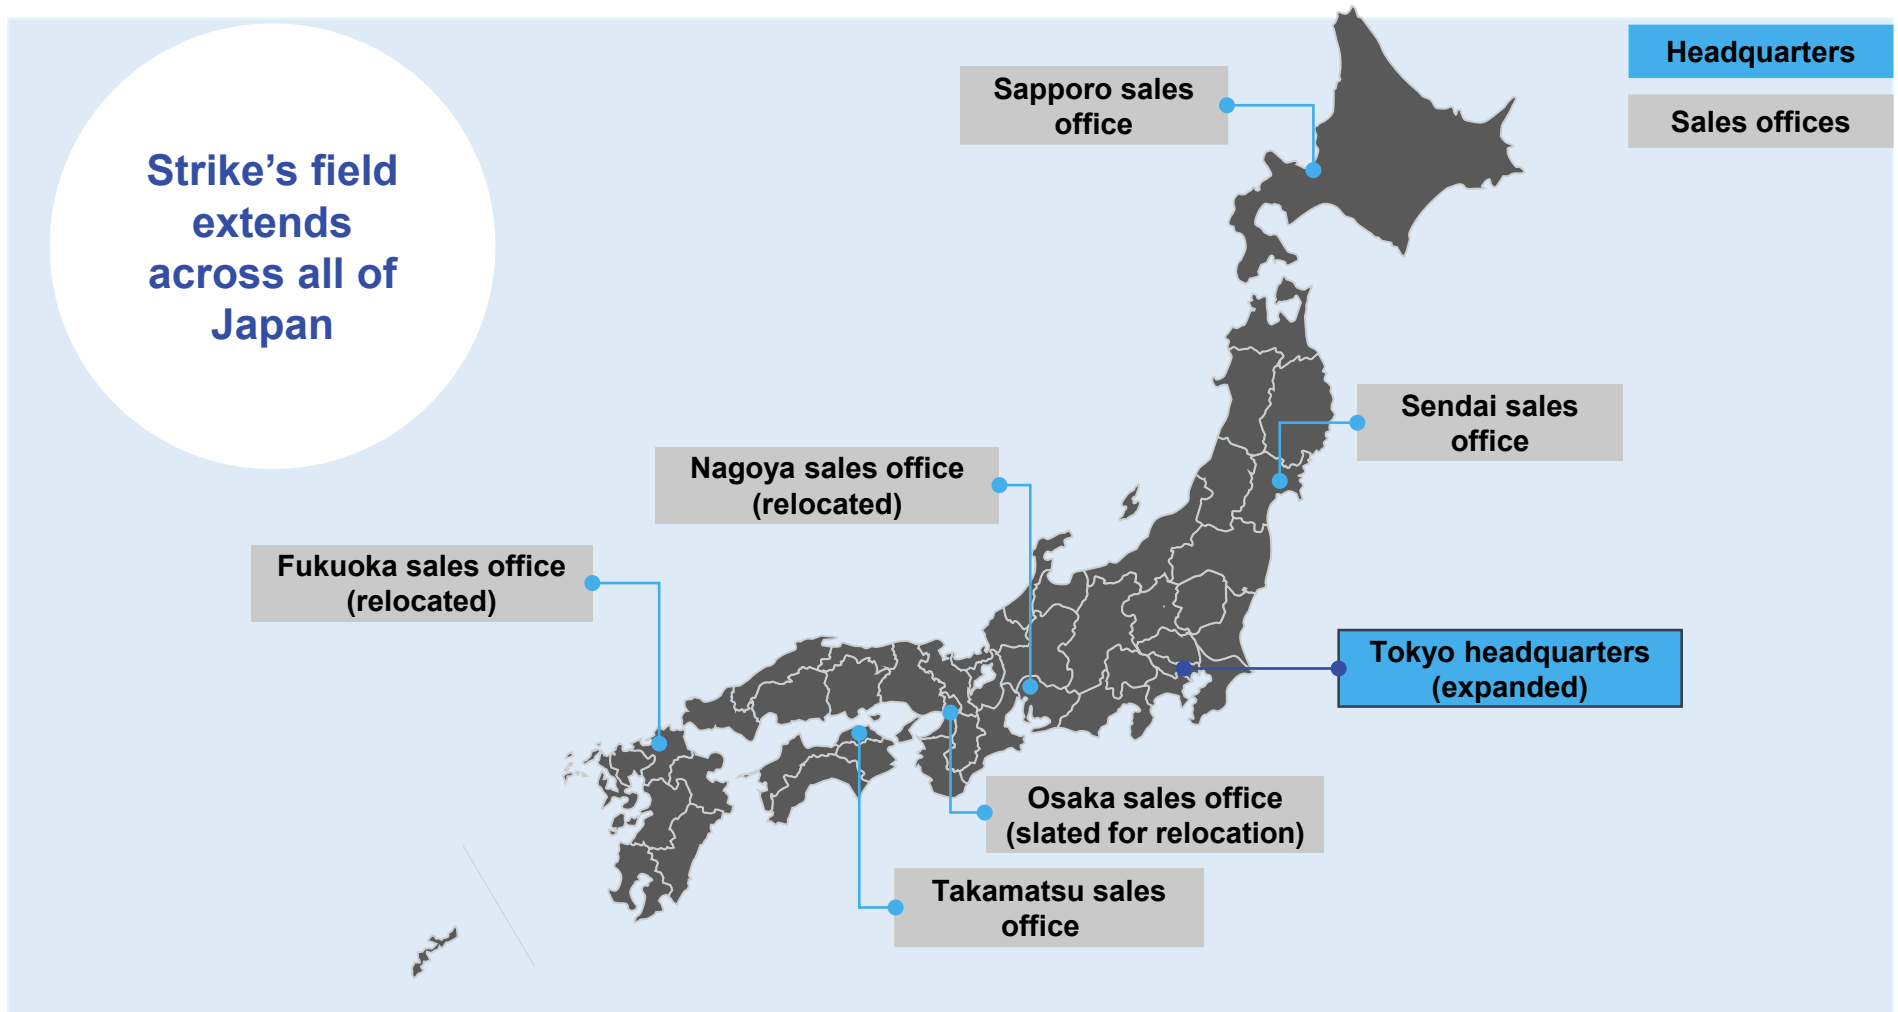 Strike’s field
extends
across all of
Japan
Headquarters
Sales offices
Sapporo sales
office
Sendai sales
office
Nagoya sales office
(relocated)
Fukuoka sales office
(relocated)
Tokyo headquarters
(expanded)
Osaka sales office
(slated for relocation)
Takamatsu sales
office